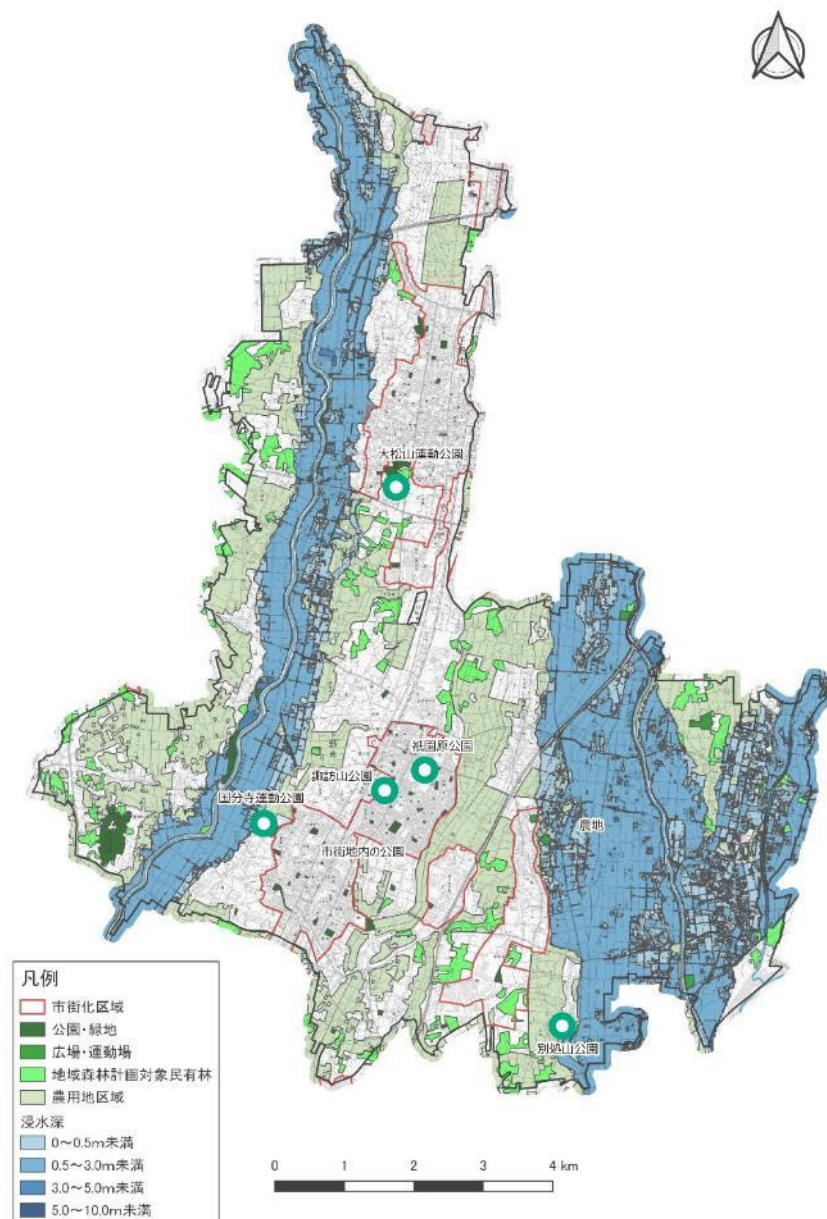 大松山運動公園
祇園原公園
諏訪山公園
国分寺運動公園
市街地内の公園
農地
別処山公園
凡例
市街化区域
公園・緑地
広場・運動場
地域森林計画対象民有林
農用地区域
浸水深
0～0.5m未満
0.5～3.0m未満
3.0～5.0m未満
5.0～10.0m未満
0 1 2 3 4 km